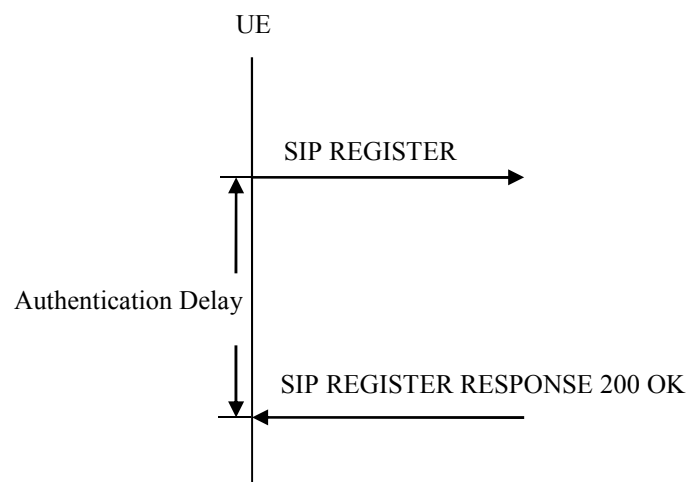 UE
SIP REGISTER
Authentication Delay
SIP REGISTER RESPONSE 200 OK